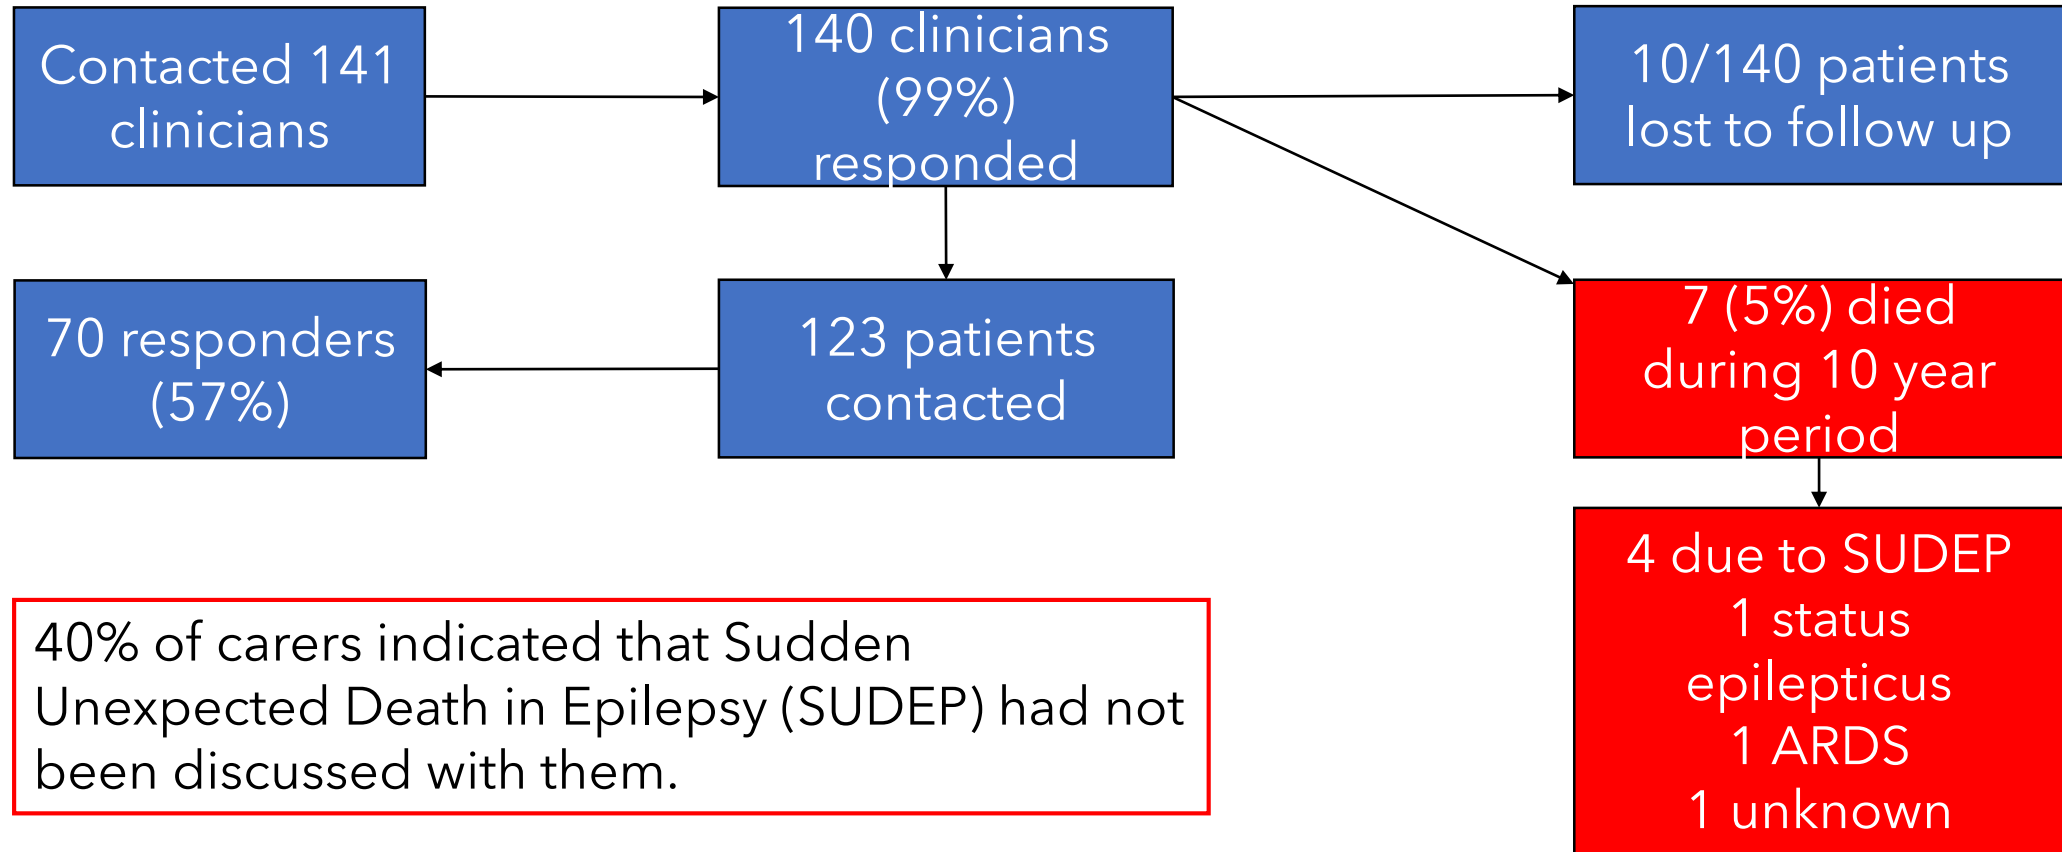 Contacted 141
clinicians
140 clinicians
(99%)
responded
10/140 patients
lost to follow up
70 responders
(57%)
123 patients
contacted
7 (5%) died
during 10 year
period
4 due to SUDEP
1 status
epilepticus
1 ARDS
1 unknown
40% of carers indicated that Sudden
Unexpected Death in Epilepsy (SUDEP) had not
been discussed with them.